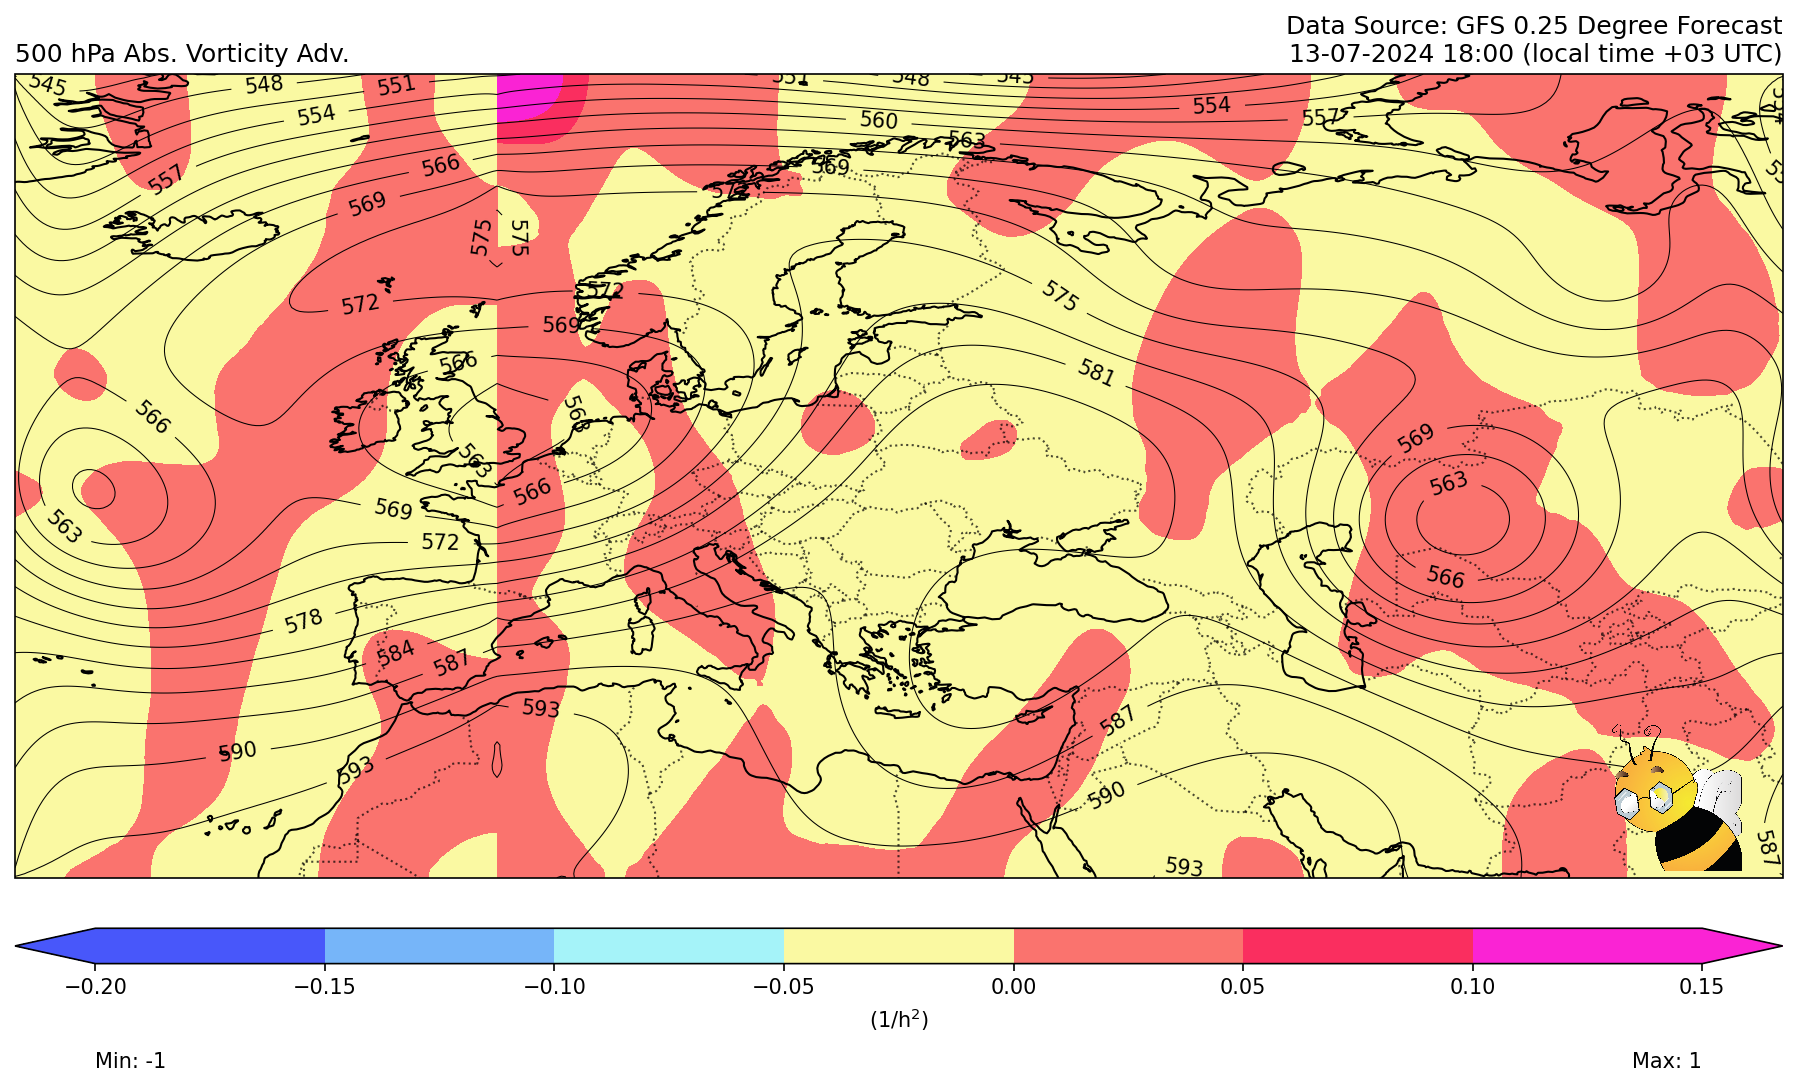 Data Source: GFS 0.25 Degree Forecast
500 hPa Abs. Vorticity Adv.
13-07-2024 18:00 (local time +03 UTC)
545 548 551 551 548 545
554 560 554 557
557 566 563
569 569
575 575
572 572 575
569
566 581
566 569
563 566 563
563 569
572 566
578
584 587
593 587
590 593 590
593 587
−0.20 −0.15 −0.10 −0.05 0.00 0.05 0.10 0.15
(1/h²)
Min: -1 Max: 1